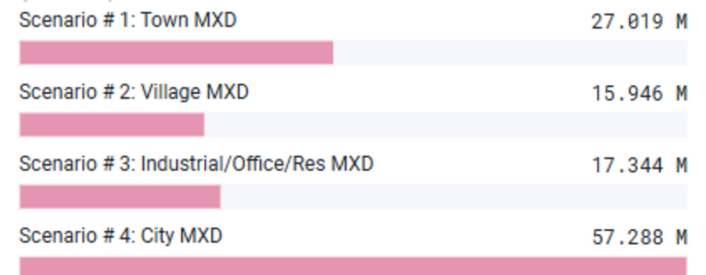 Scenario # 1: Town MXD 27.019 M
Scenario # 2: Village MXD 15.946 M
Scenario # 3: Industrial/Office/Res MXD 17.344 M
Scenario # 4: City MXD 57.288 M